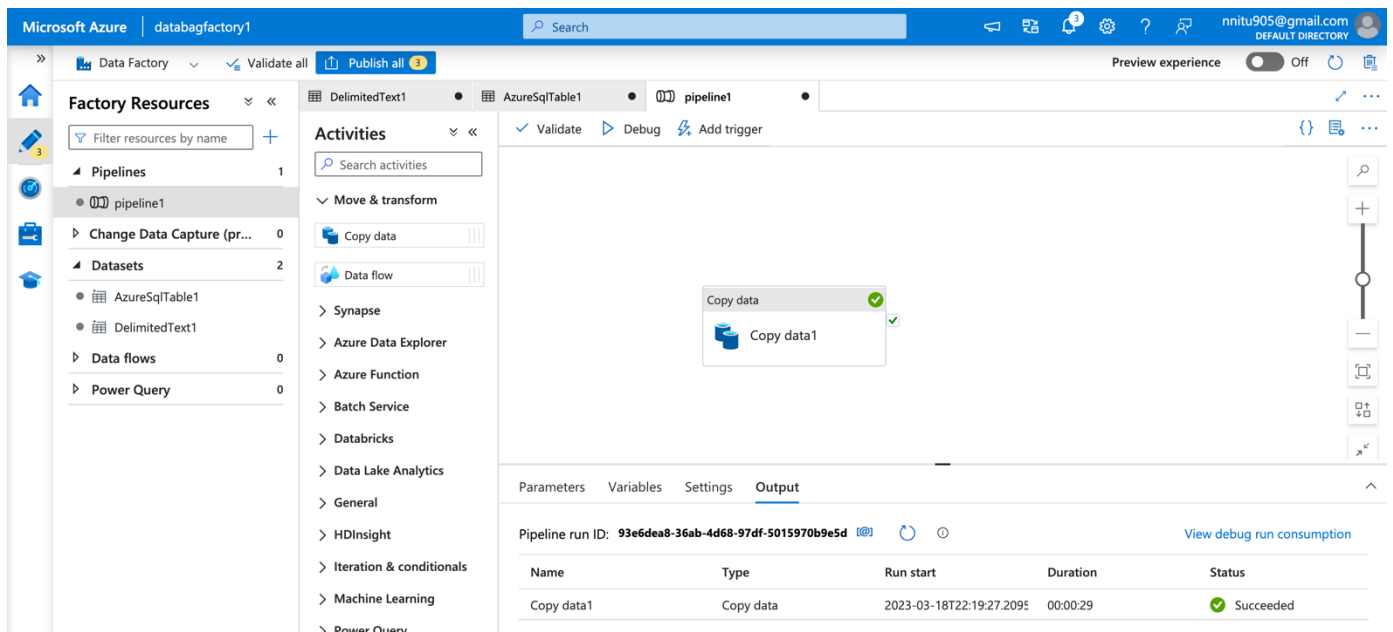 Microsoft Azure databagfactory1
Search
3
nnitu905@gmail.com
DEFAULT DIRECTORY
Data Factory
Validate all
Publish all 3
Preview experience
Off
3
Factory Resources
Filter resources by name
Pipelines 1
pipeline1
Change Data Capture (pr... 0
Datasets 2
AzureSqlTable1
DelimitedText1
Data flows 0
Power Query 0
DelimitedText1
AzureSqlTable1
pipeline1
Activities
Search activities
Move & transform
Copy data
Data flow
Synapse
Azure Data Explorer
Azure Function
Batch Service
Databricks
Data Lake Analytics
General
HDInsight
Iteration & conditionals
Machine Learning
Power Query
Validate Debug Add trigger
Copy data
Copy data1
Parameters Variables Settings Output
Pipeline run ID: 93e6dea8-36ab-4d68-97df-5015970b9e5d
View debug run consumption
Name Type Run start Duration Status
Copy data1 Copy data 2023-03-18T22:19:27.2095 00:00:29 Succeeded